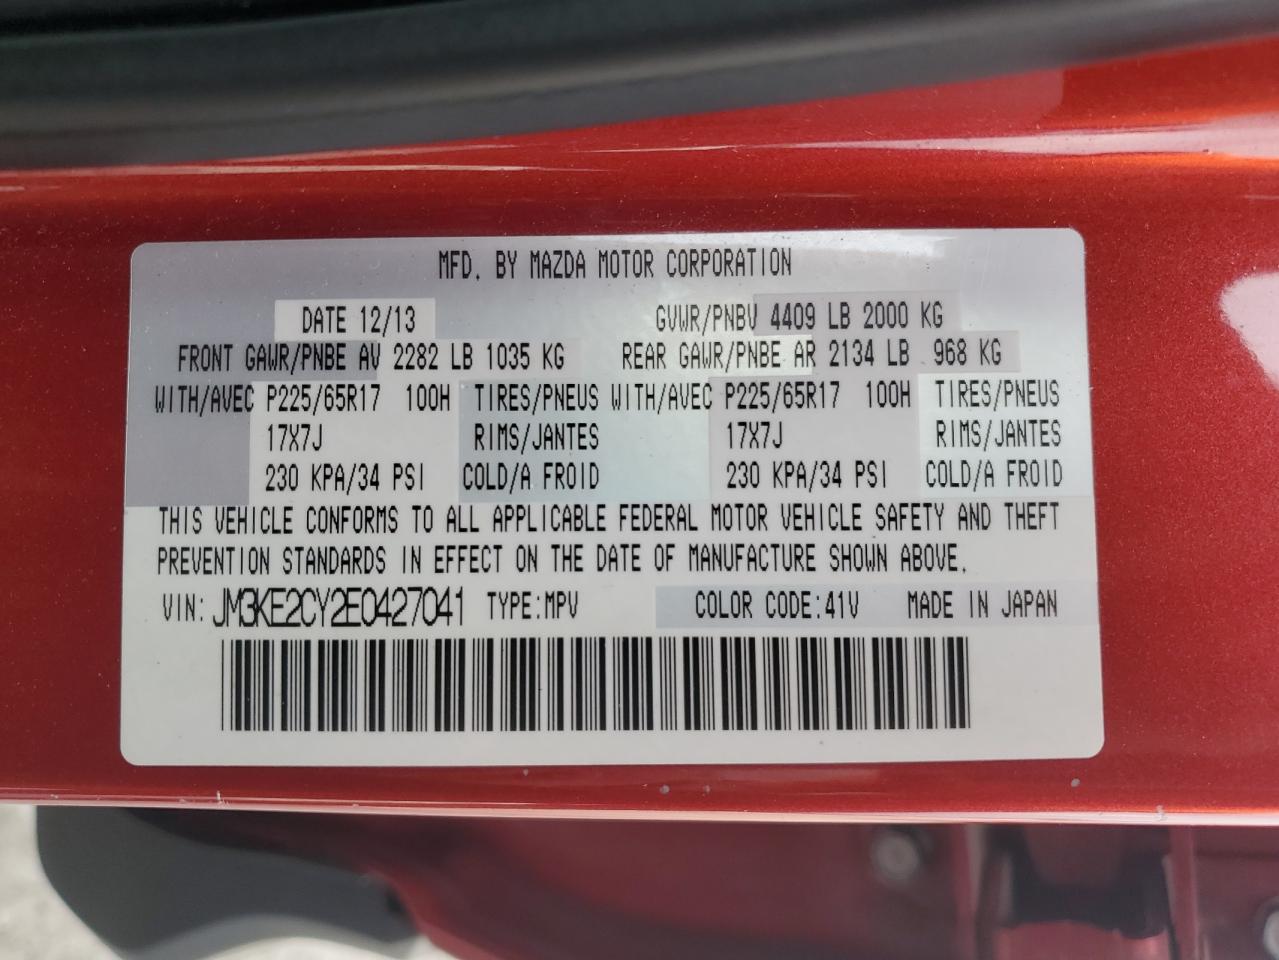 MFD. BY MAZDA MOTOR CORPORATION
DATE 12/13 GVWR/PNBV 4409 LB 2000 KG
FRONT GAWR/PNBE AV 2282 LB 1035 KG REAR GAWR/PNBE AR 2134 LB 968 KG
WITH/AVEC P225/65R17 100H TIRES/PNEUS WITH/AVEC P225/65R17 100H TIRES/PNEUS
17X7J RIMS/JANTES 17X7J RIMS/JANTES
230 KPA/34 PSI COLD/A FROID 230 KPA/34 PSI COLD/A FROID
THIS VEHICLE CONFORMS TO ALL APPLICABLE FEDERAL MOTOR VEHICLE SAFETY AND THEFT
PREVENTION STANDARDS IN EFFECT ON THE DATE OF MANUFACTURE SHOWN ABOVE.
VIN: JM3KE2CY2E0427041 TYPE:MPV COLOR CODE:41V MADE IN JAPAN